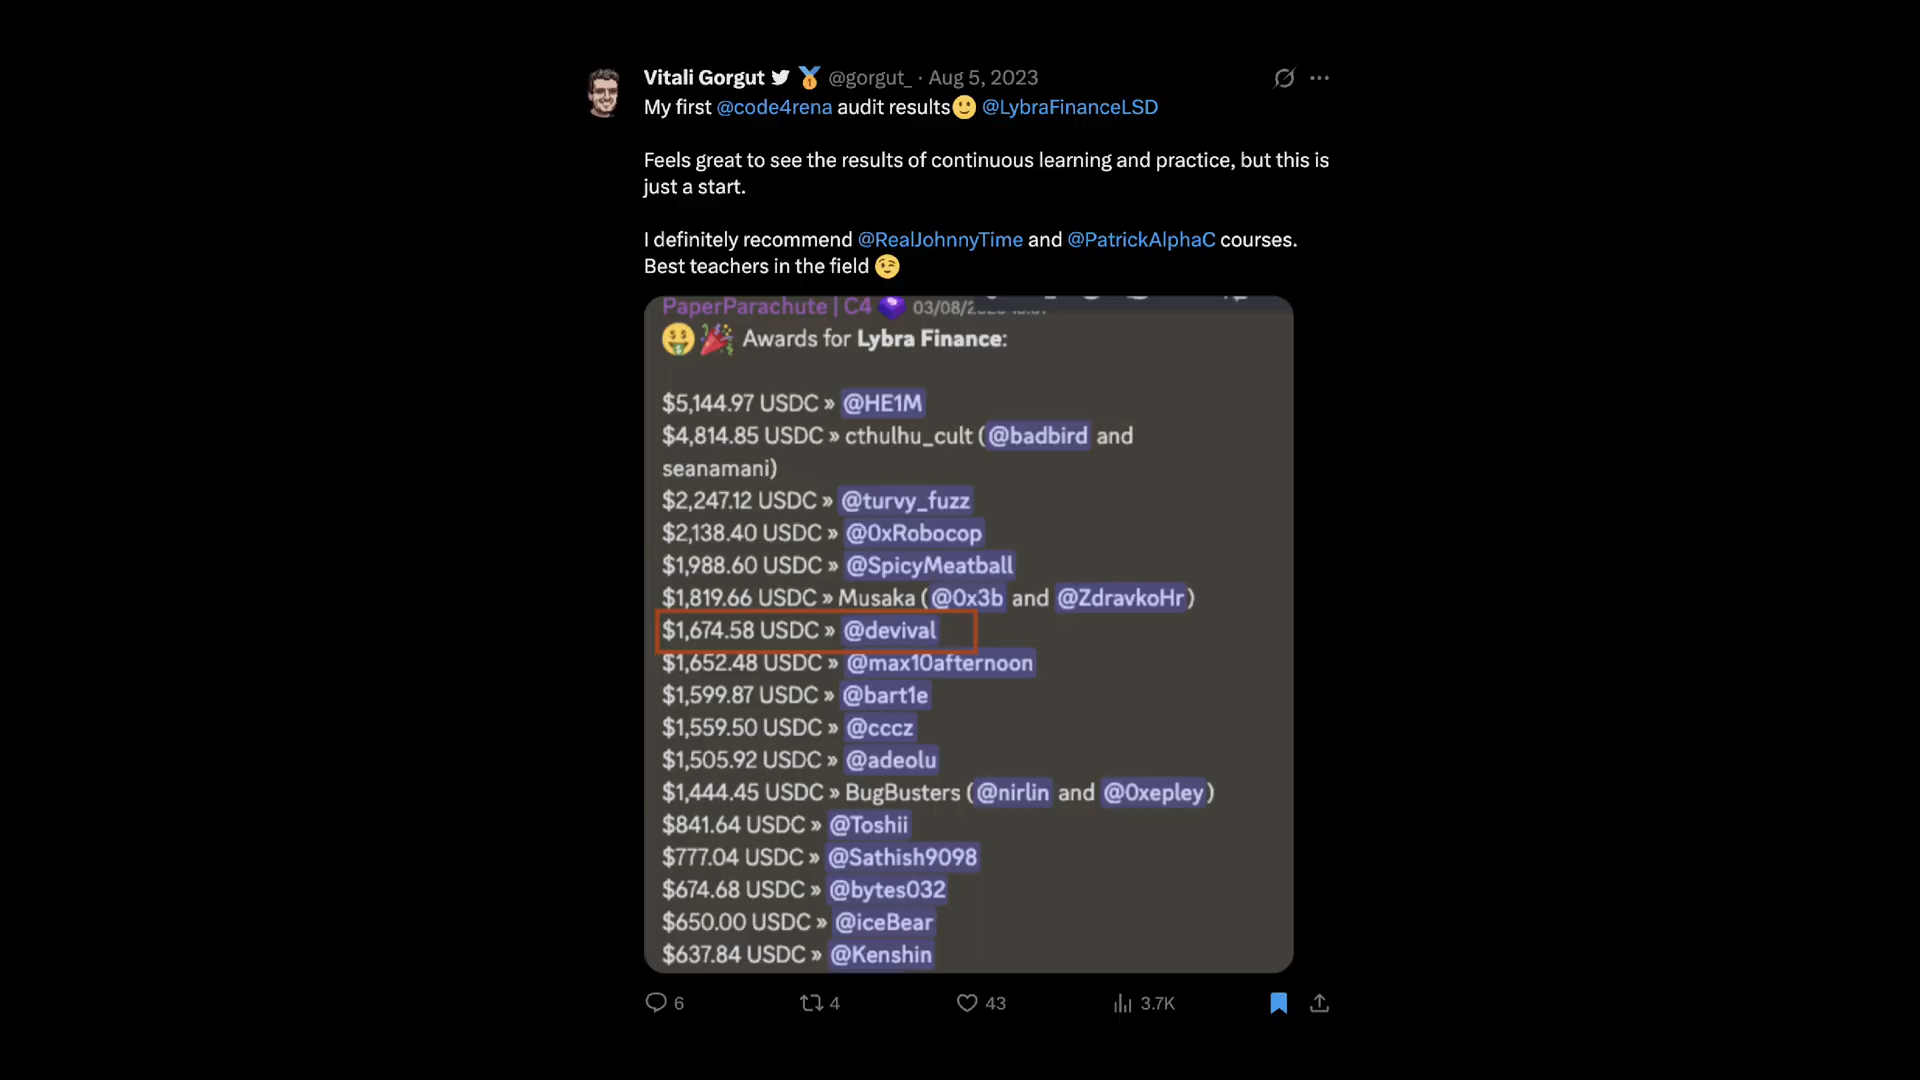 Vitali Gorgut @gorgut_ · Aug 5, 2023
My first @code4rena audit results @LybraFinanceLSD
Feels great to see the results of continuous learning and practice, but this is
just a start.
I definitely recommend @RealJohnnyTime and @PatrickAlphaC courses.
Best teachers in the field
PaperParachute | C4 03/08/
Awards for Lybra Finance:
$5,144.97 USDC » @HE1M
$4,814.85 USDC » cthulhu_cult (@badbird and
seanamani)
$2,247.12 USDC » @turvy_fuzz
$2,138.40 USDC » @0xRobocop
$1,988.60 USDC » @SpicyMeatball
$1,819.66 USDC » Musaka (@0x3b and @ZdravkoHr)
$1,674.58 USDC » @devival
$1,652.48 USDC » @max10afternoon
$1,599.87 USDC » @bart1e
$1,559.50 USDC » @cccz
$1,505.92 USDC » @adeolu
$1,444.45 USDC » BugBusters (@nirlin and @0xepley)
$841.64 USDC » @Toshii
$777.04 USDC » @Sathish9098
$674.68 USDC » @bytes032
$650.00 USDC » @iceBear
$637.84 USDC » @Kenshin
6 4 43 3.7K